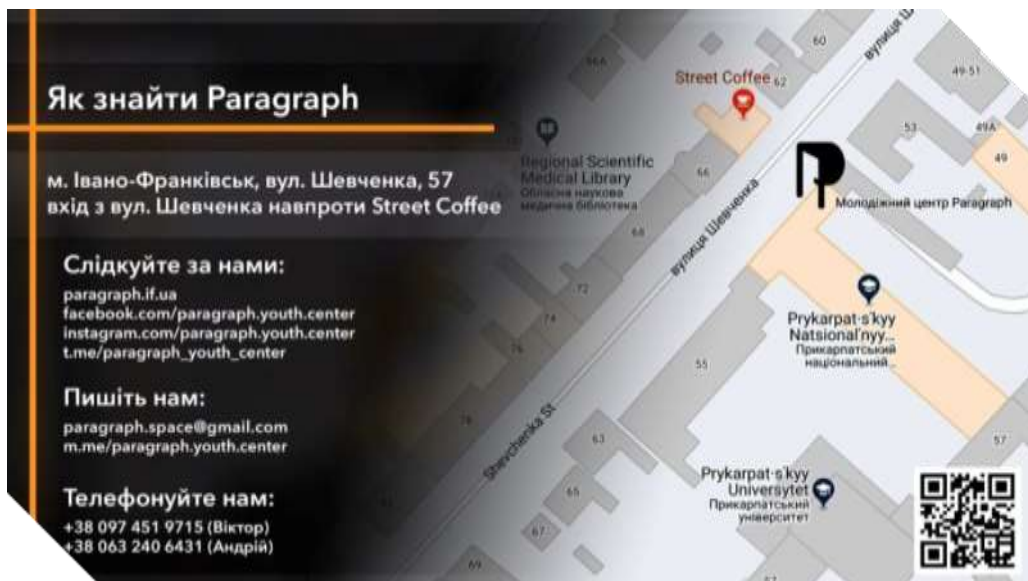 Як знайти Paragraph
м. Івано-Франківськ, вул. Шевченка, 57
вхід з вул. Шевченка навпроти Street Coffee
Слідкуйте за нами:
paragraph.if.ua
facebook.com/paragraph.youth.center
instagram.com/paragraph.youth.center
t.me/paragraph_youth_center
Пишіть нам:
paragraph.space@gmail.com
m.me/paragraph.youth.center
Телефонуйте нам:
+38 097 451 9715 (Віктор)
+38 063 240 6431 (Андрій)
60
вулиця Ш
66А
Street Coffee
62
49-51
53
49А
49
Regional Scientific
Medical Library
Обласна наукова
медична бібліотека
66
вулиця Шевченка
Молодіжний центр Paragraph
68
72
74
76
78
Prykarpat·s'kyy
Natsional'nyy...
Прикарпатський
національний...
55
Shevchenka St
63
57
Prykarpat·s'kyy
Universytet
Прикарпатський
університет
65
67
69